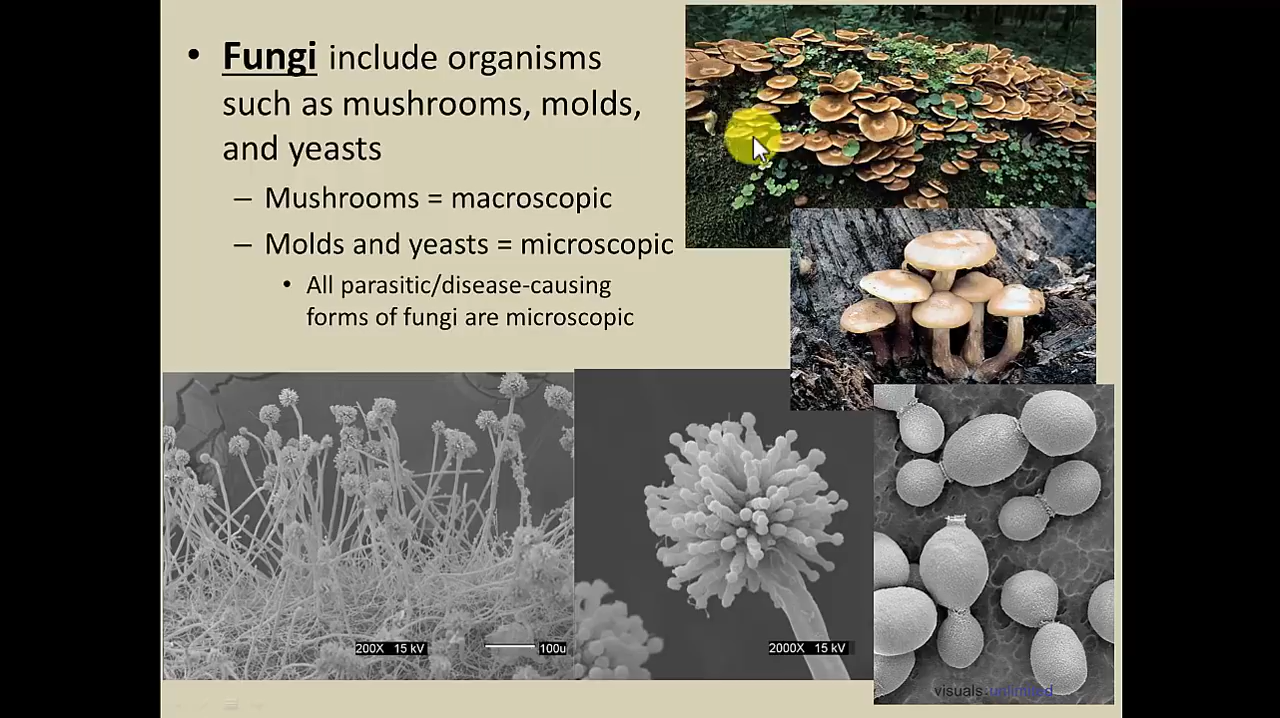 • Fungi include organisms
such as mushrooms, molds,
and yeasts
– Mushrooms = macroscopic
– Molds and yeasts = microscopic
• All parasitic/disease-causing
forms of fungi are microscopic
200X 15 kV 100u
2000X 15 kV
visuals unlimited